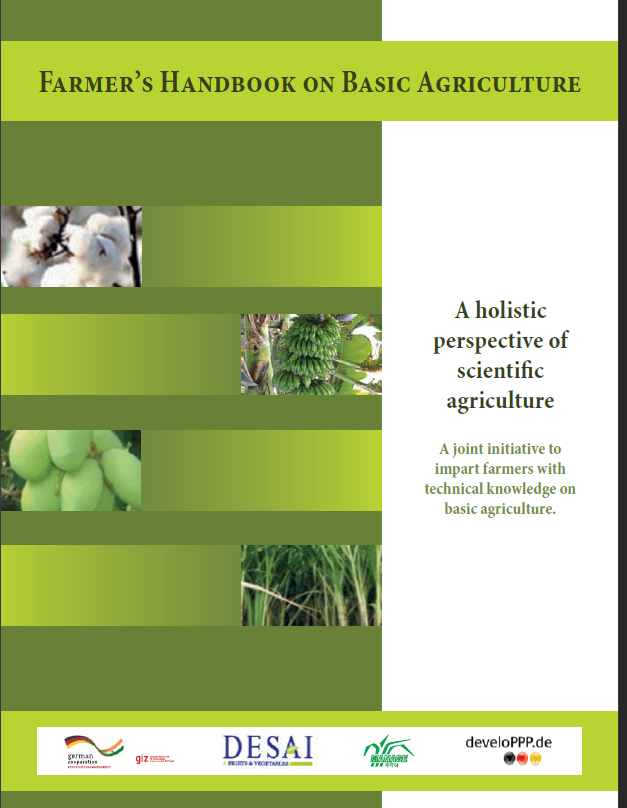 Farmer's Handbook on Basic Agriculture
A holistic
perspective of
scientific
agriculture
A joint initiative to
impart farmers with
technical knowledge on
basic agriculture.
german
cooperation
giz
DESAI
FRUITS & VEGETABLES
MANAGE
develoPPP.de